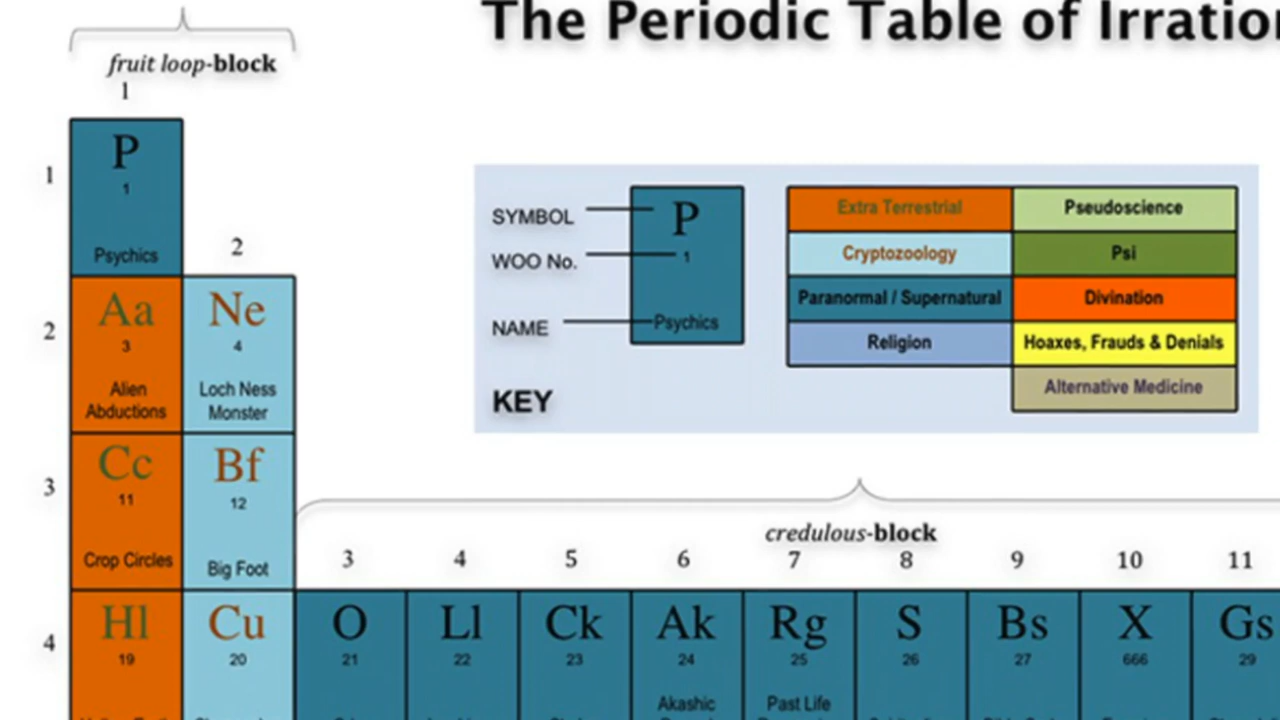 The Periodic Table of
fruit loop-block
1
1
P
1
Psychics
2
SYMBOL
WOO No.
NAME
KEY
P
1
Psychics
Extra Terrestrial
Pseudoscience
Cryptozoology
Psi
Paranormal / Supernatural
Divination
Religion
Hoaxes, Frauds & Denials
Alternative Medicine
2
Aa
3
Alien
Abductions
Ne
4
Loch Ness
Monster
3
Cc
11
Crop Circles
Bf
12
Big Foot
credulous-block
3 4 5 6 7 8 9 10 11
4
Hl
19
Cu
20
O
21
Ll
22
Ck
23
Ak
24
Akashic
Rg
25
Past Life
S
26
Bs
27
X
666
Gs
29